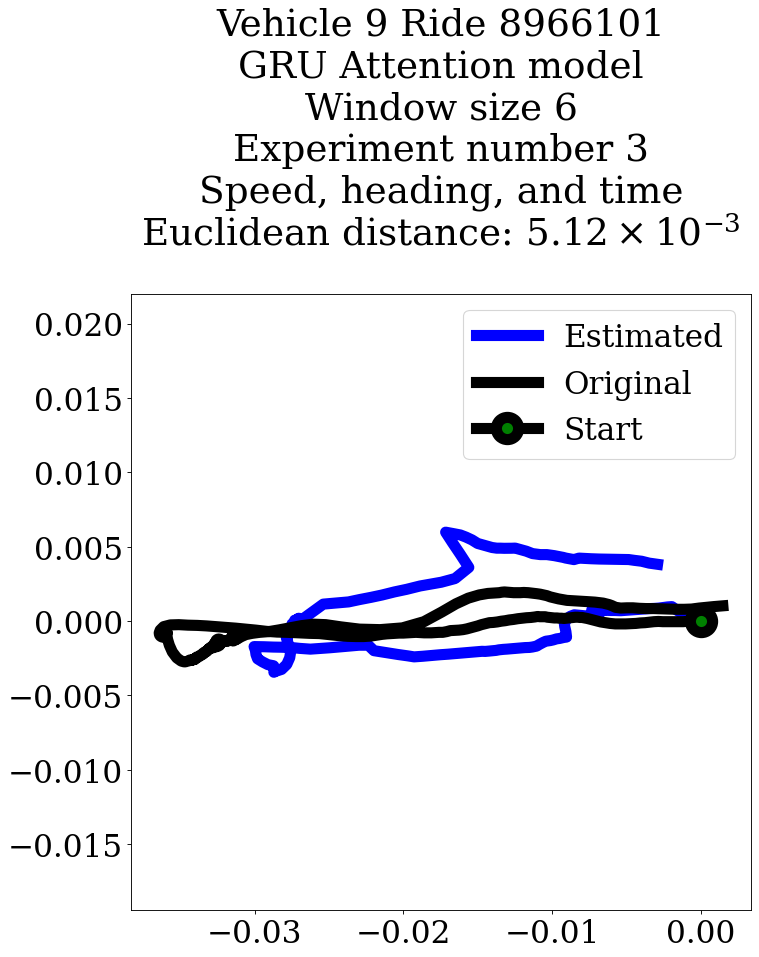 Vehicle 9 Ride 8966101
GRU Attention model
Window size 6
Experiment number 3
Speed, heading, and time
Euclidean distance: 5.12 × 10⁻³
Estimated
Original
Start
0.020
0.015
0.010
0.005
0.000
−0.005
−0.010
−0.015
−0.03
−0.02
−0.01
0.00